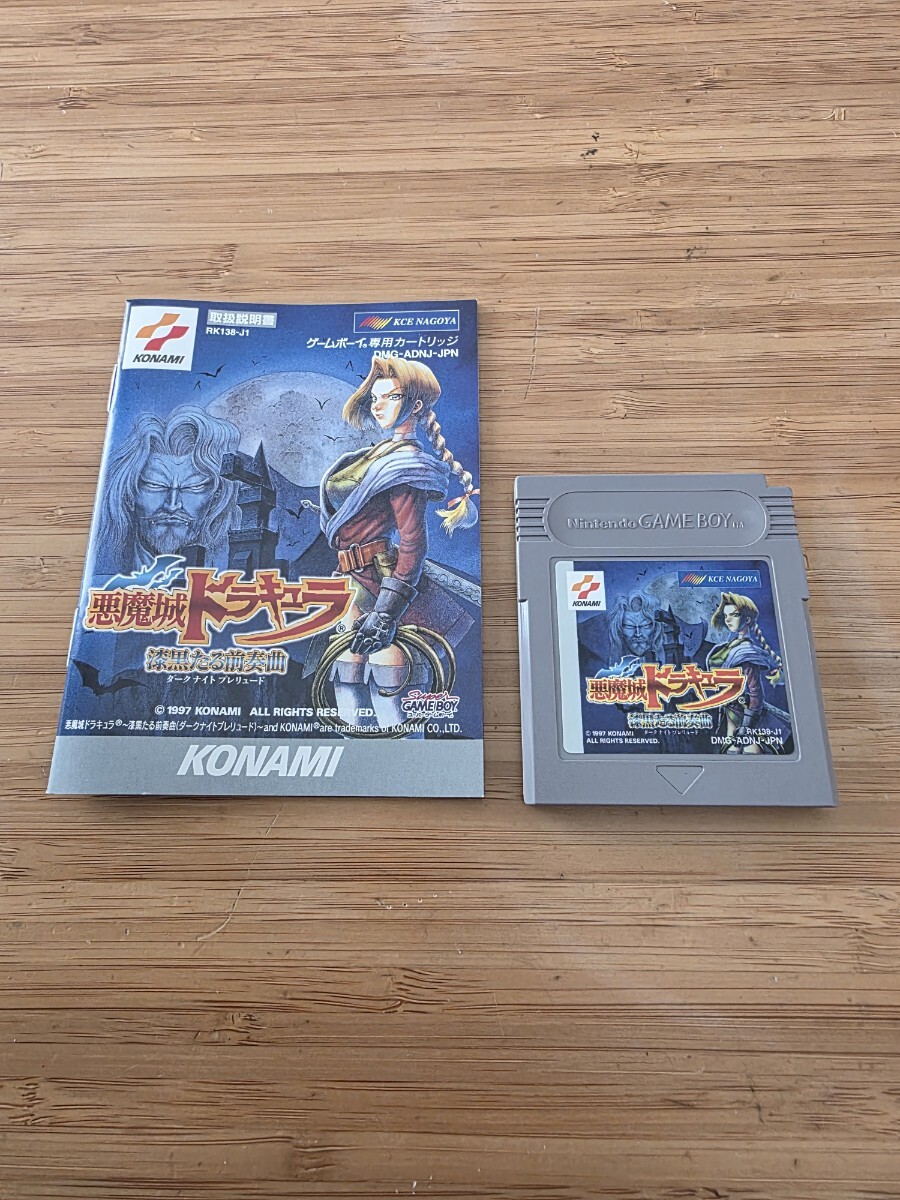 KONAMI
取扱説明書
RK138-J1
KCE NAGOYA
ゲームボーイ®専用カートリッジ
DMG-ADNJ-JPN
悪魔城ドラキュラ®
漆黒たる前奏曲
ダークナイトプレリュード
© 1997 KONAMI ALL RIGHTS RESERVED.
Super
GAMEBOY
悪魔城ドラキュラ®~漆黒たる前奏曲(ダークナイトプレリュード)~and KONAMI® are trademarks of KONAMI CO.,LTD.
KONAMI
Nintendo GAME BOY TM
KONAMI
KCE NAGOYA
悪魔城ドラキュラ®
漆黒たる前奏曲
ダークナイトプレリュード
© 1997 KONAMI
ALL RIGHTS RESERVED.
RK138-J1
DMG-ADNJ-JPN